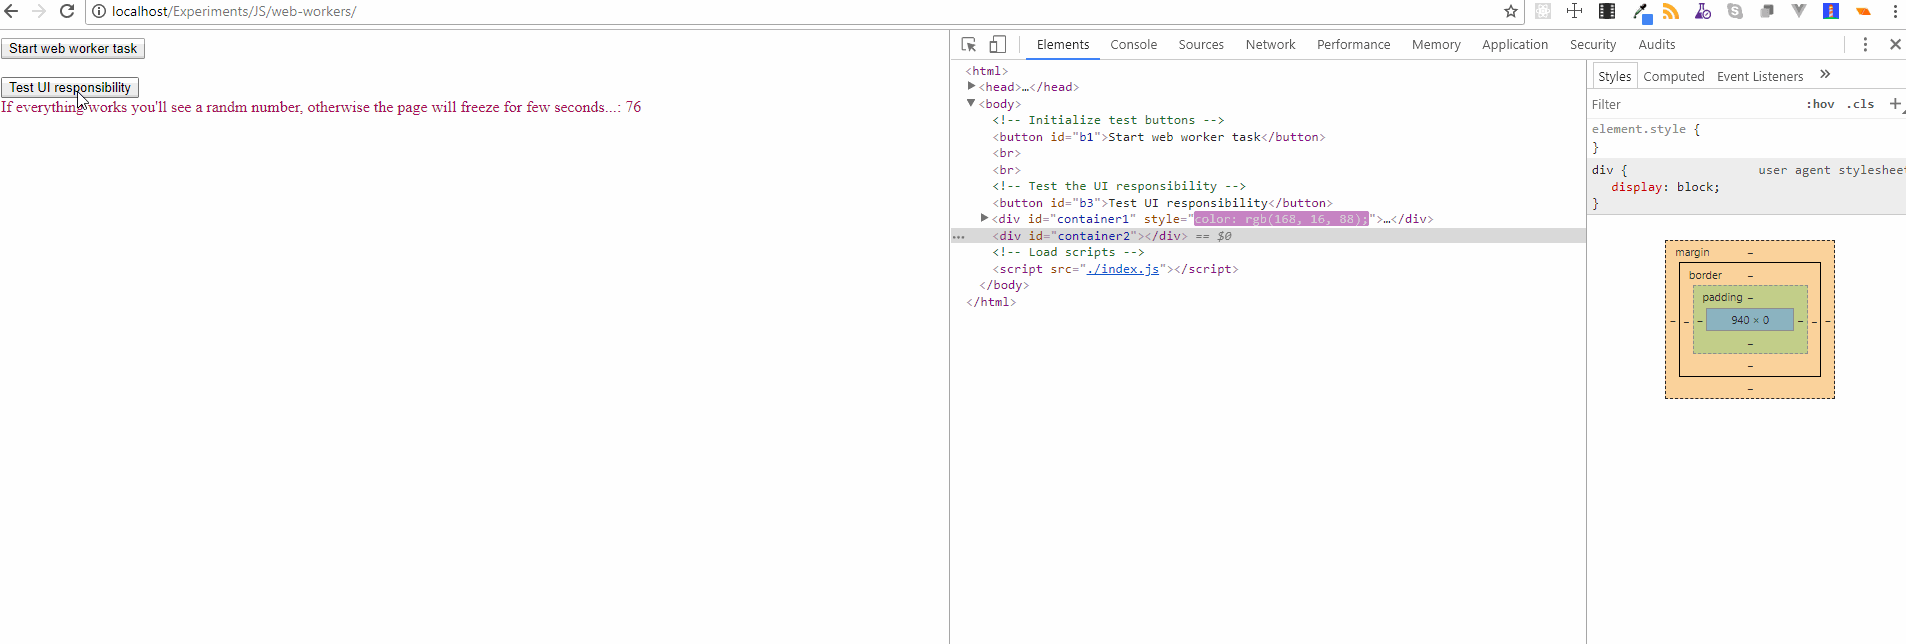 localhost/Experiments/JS/web-workers/
Start web worker task
Test UI responsibility
If everything works you'll see a randm number, otherwise the page will freeze for few seconds...: 76
Elements Console Sources Network Performance Memory Application Security Audits
<html>
<head>…</head>
<body>
<!-- Initialize test buttons -->
<button id="b1">Start web worker task</button>
<br>
<br>
<!-- Test the UI responsibility -->
<button id="b3">Test UI responsibility</button>
<div id="container1" style="color: rgb(168, 16, 88);">…</div>
<div id="container2"></div> == $0
<!-- Load scripts -->
<script src="./index.js"></script>
</body>
</html>
Styles Computed Event Listeners »
Filter :hov .cls +
element.style {
}
div { user agent stylesheet
display: block;
}
margin –
border –
padding –
– – – 940 × 0 – – –
–
–
–